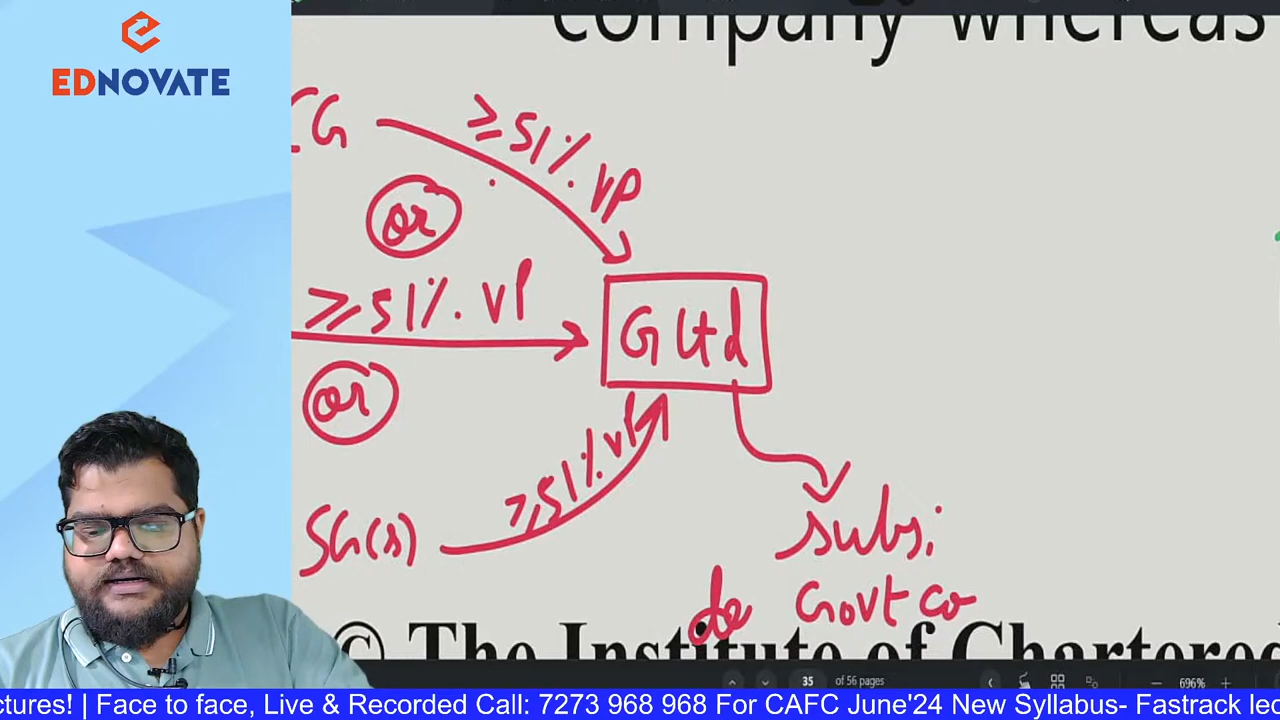 EDNOVATE
company whereas
CG
≥ 51% VP
or
≥ 51% VP
G Ltd
or
≥ 51% VP
SG(s)
subsi
Govt co
© The Institute of Chartered
35 of 56 pages
696%
ctures! | Face to face, Live & Recorded Call: 7273 968 968 For CAFC June'24 New Syllabus- Fastrack lec